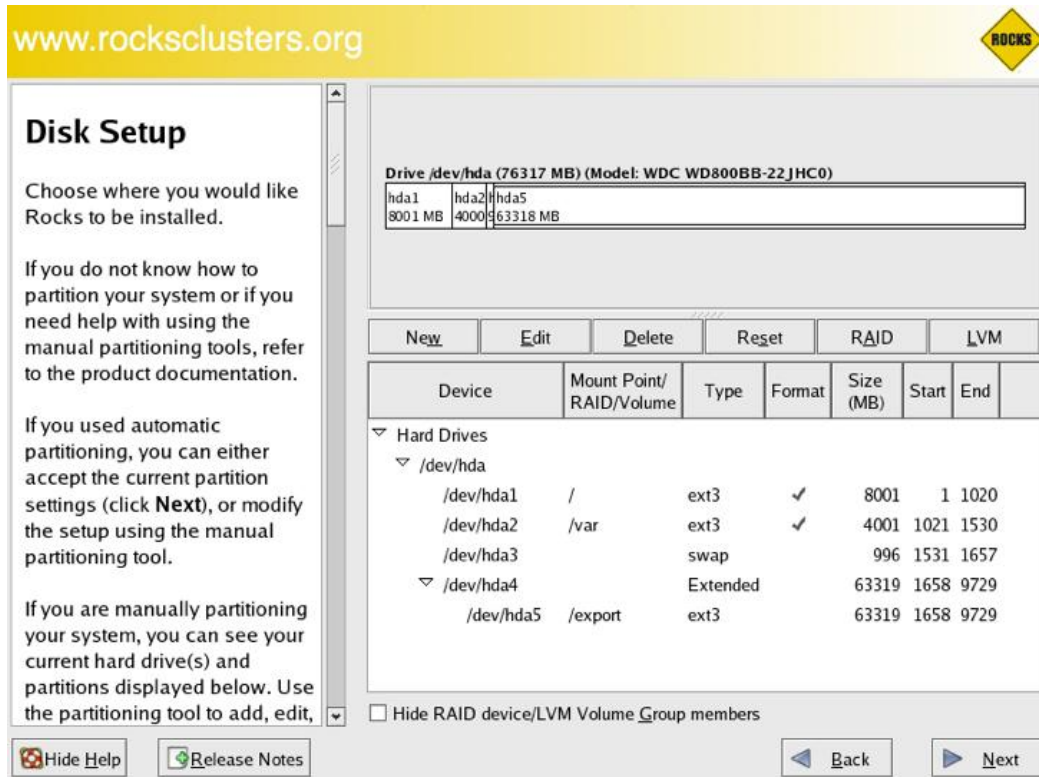 www.rocksclusters.org
ROCKS
Disk Setup
Choose where you would like
Rocks to be installed.
If you do not know how to
partition your system or if you
need help with using the
manual partitioning tools, refer
to the product documentation.
If you used automatic
partitioning, you can either
accept the current partition
settings (click Next), or modify
the setup using the manual
partitioning tool.
If you are manually partitioning
your system, you can see your
current hard drive(s) and
partitions displayed below. Use
the partitioning tool to add, edit,
Drive /dev/hda (76317 MB) (Model: WDC WD800BB-22JHC0)
hda1 hda2 h hda5
8001 MB 4000 9 63318 MB
New Edit Delete Reset RAID LVM
Device Mount Point/ RAID/Volume Type Format Size (MB) Start End
Hard Drives
/dev/hda
/dev/hda1 / ext3 ✓ 8001 1 1020
/dev/hda2 /var ext3 ✓ 4001 1021 1530
/dev/hda3 swap 996 1531 1657
/dev/hda4 Extended 63319 1658 9729
/dev/hda5 /export ext3 63319 1658 9729
Hide RAID device/LVM Volume Group members
Hide Help Release Notes Back Next